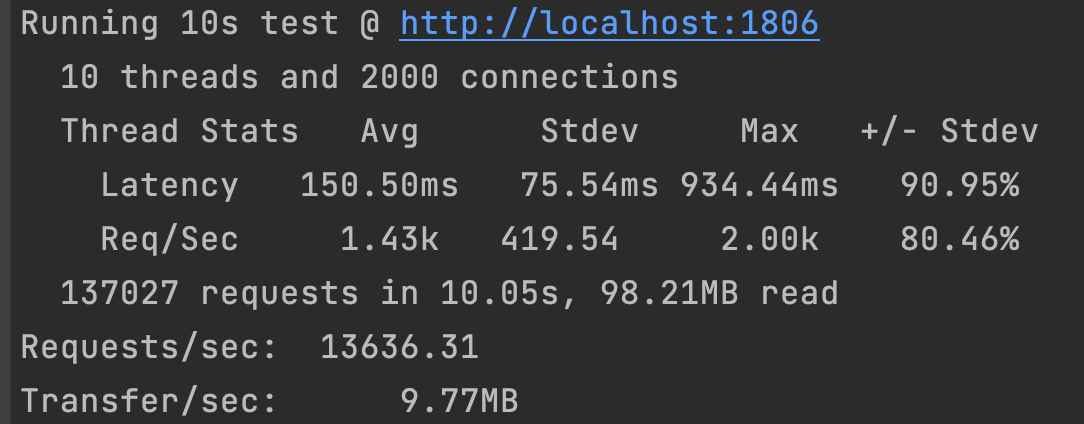 Running 10s test @ http://localhost:1806
10 threads and 2000 connections
Thread Stats Avg Stdev Max +/- Stdev
Latency 150.50ms 75.54ms 934.44ms 90.95%
Req/Sec 1.43k 419.54 2.00k 80.46%
137027 requests in 10.05s, 98.21MB read
Requests/sec: 13636.31
Transfer/sec: 9.77MB